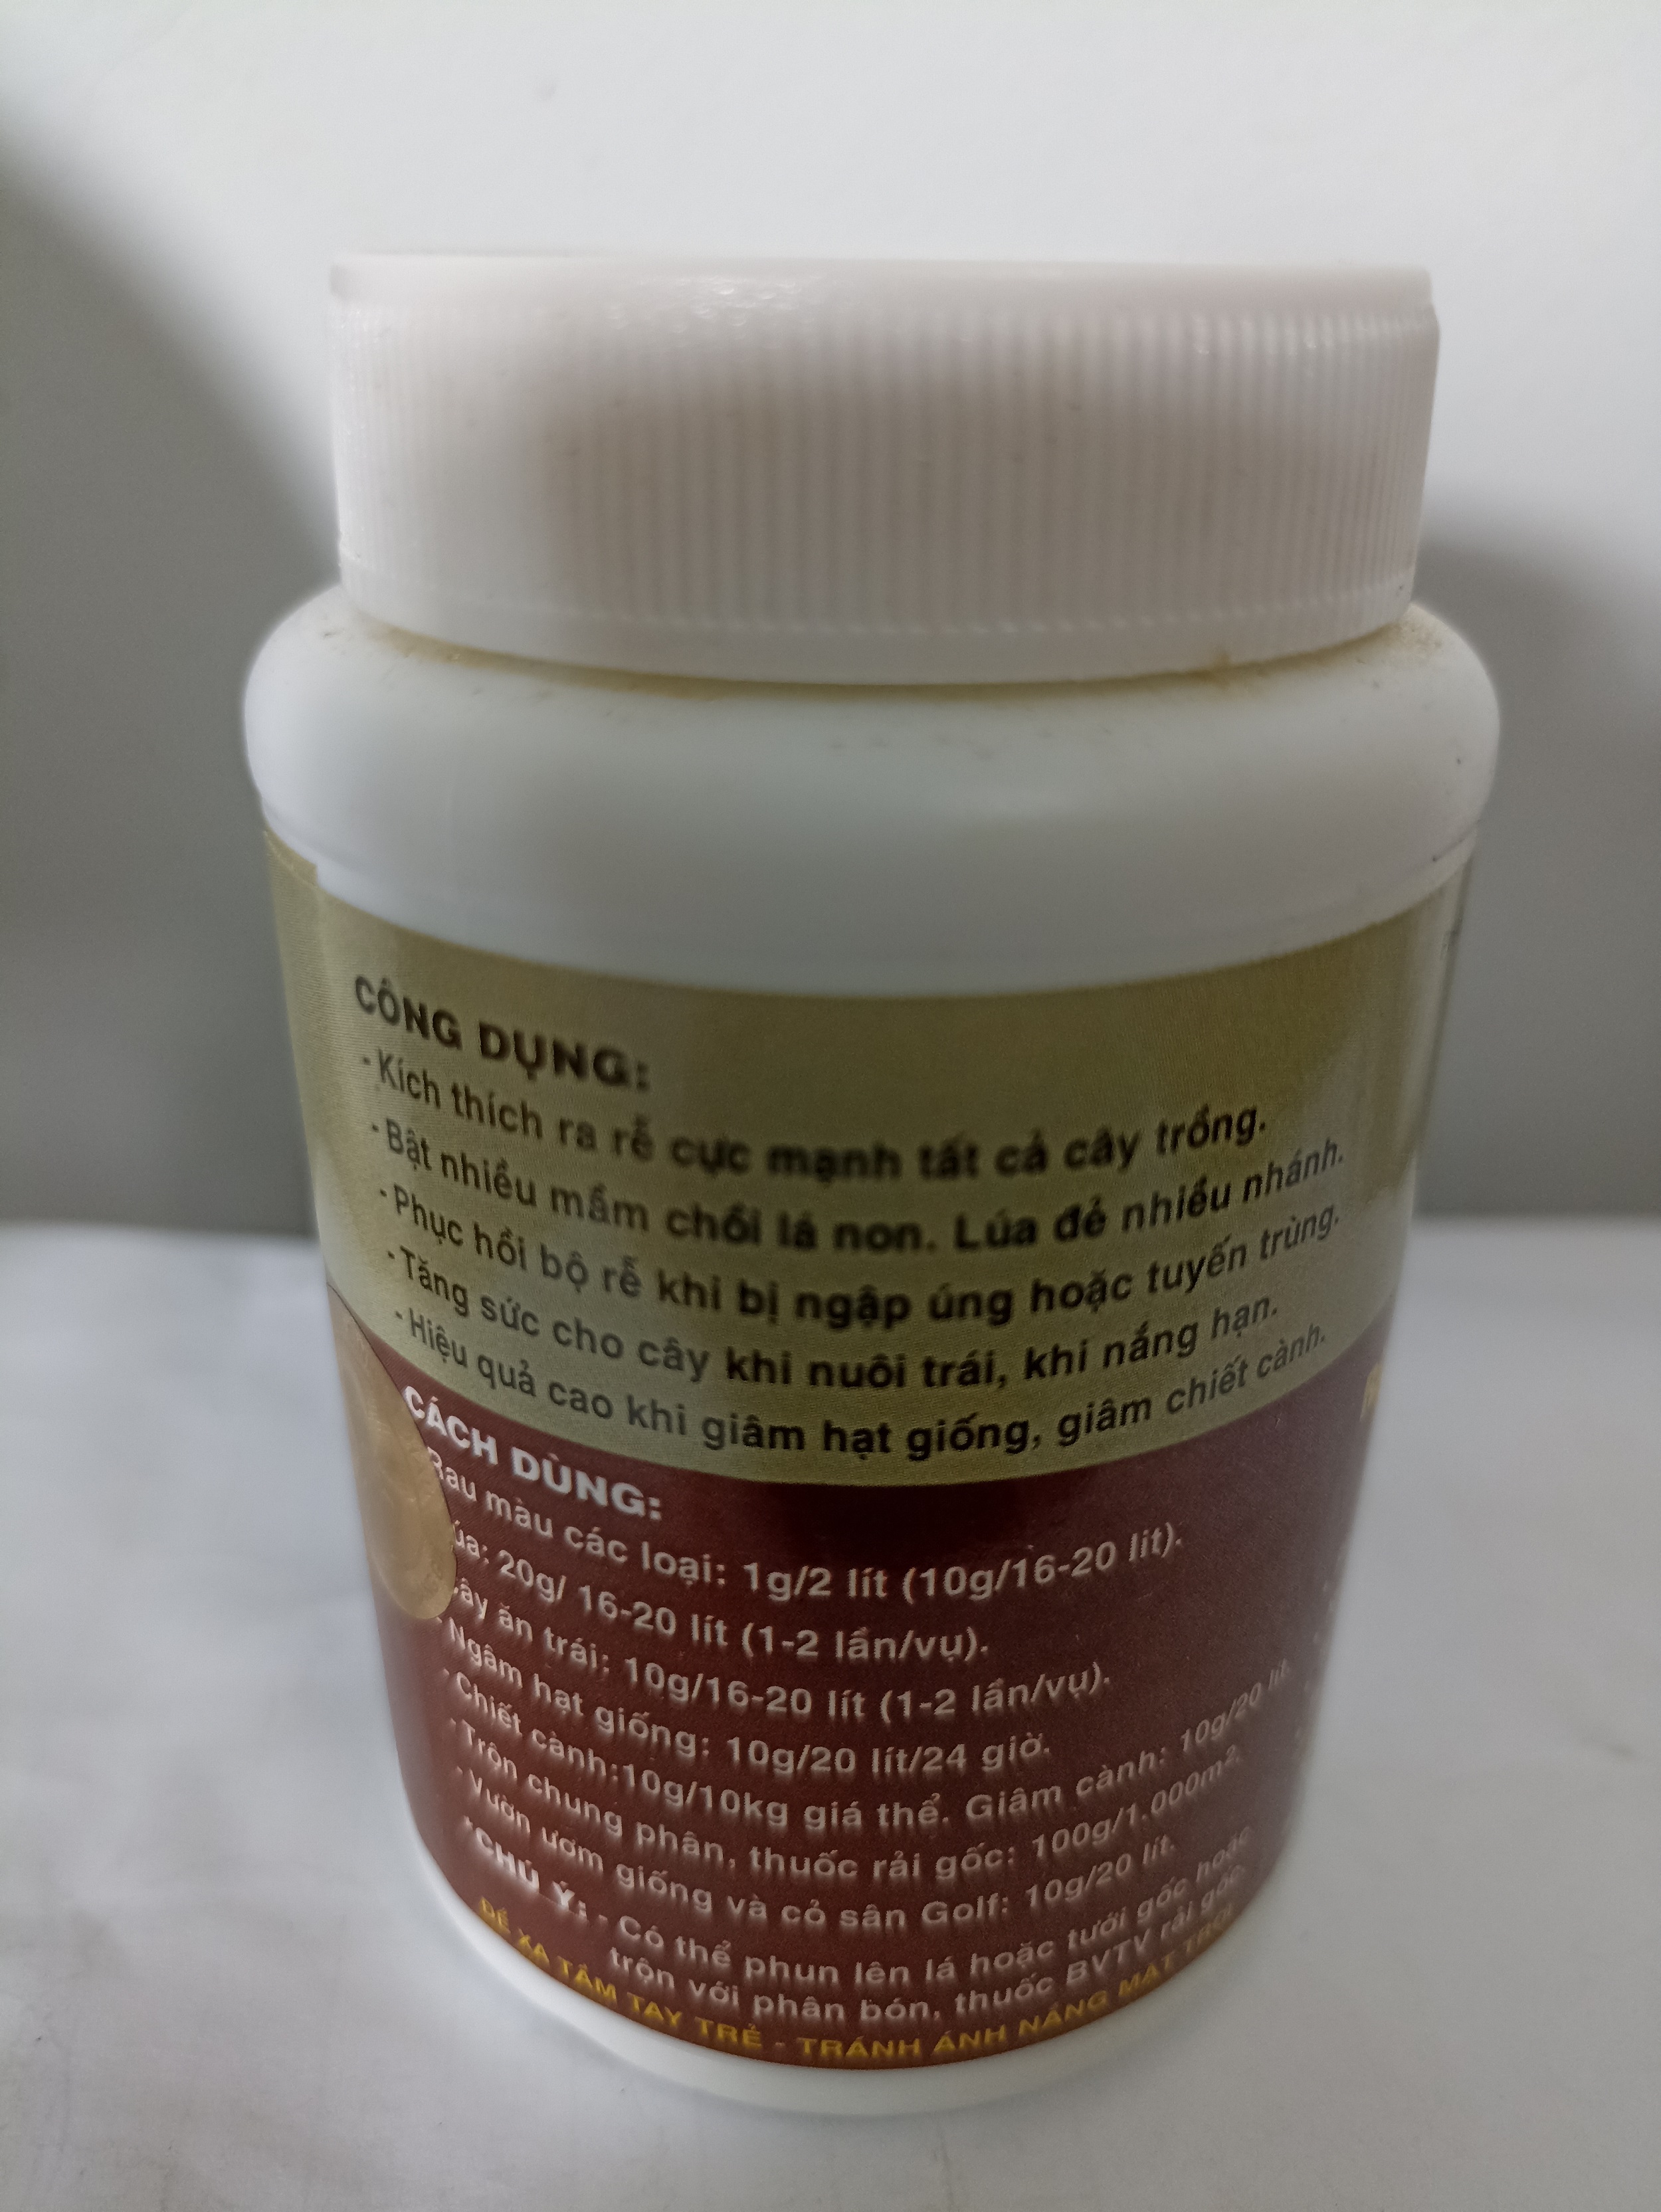 CÔNG DỤNG:
- Kích thích ra rễ cực mạnh tất cả cây trồng.
- Bật nhiều mầm chồi lá non. Lúa đẻ nhiều nhánh.
- Phục hồi bộ rễ khi bị ngập úng hoặc tuyến trùng.
- Tăng sức cho cây khi nuôi trái, khi nắng hạn.
- Hiệu quả cao khi giâm hạt giống, giâm chiết cành.
CÁCH DÙNG:
Rau màu các loại: 1g/2 lít (10g/16-20 lít).
úa: 20g/ 16-20 lít (1-2 lần/vụ).
ây ăn trái: 10g/16-20 lít (1-2 lần/vụ).
- Ngâm hạt giống: 10g/20 lít/24 giờ.
- Chiết cành:10g/10kg giá thể. Giâm cành: 10g/20 lít.
- Trộn chung phân, thuốc rải gốc: 100g/1.000m².
- Vườn ươm giống và cỏ sân Golf: 10g/20 lít.
*CHÚ Ý: - Có thể phun lên lá hoặc tưới gốc hoặc
trộn với phân bón, thuốc BVTV rải gốc.
ĐỂ XA TẦM TAY TRẺ - TRÁNH ÁNH NẮNG MẶT TRỜI